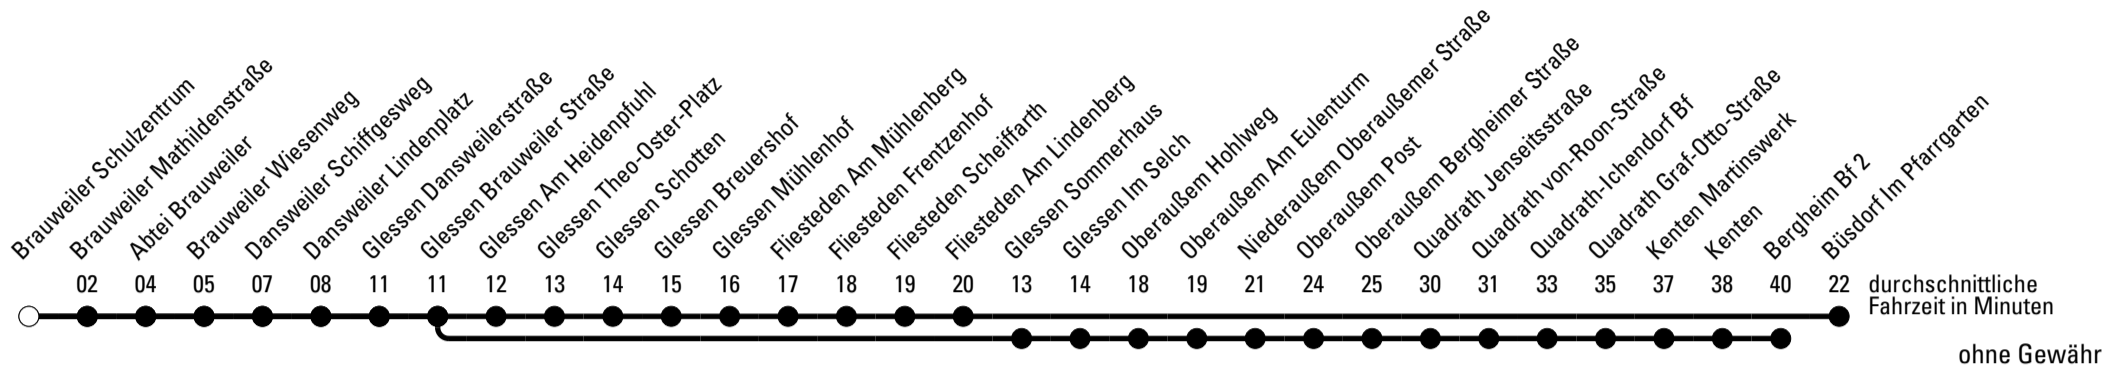 Brauweiler Schulzentrum
Brauweiler Mathildenstraße
Abtei Brauweiler
Brauweiler Wiesenweg
Dansweiler Schiffgesweg
Dansweiler Lindenplatz
Glessen Dansweilerstraße
Glessen Brauweiler Straße
Glessen Am Heidenpfuhl
Glessen Theo-Oster-Platz
Glessen Schotten
Glessen Breuershof
Glessen Mühlenhof
Fliesteden Am Mühlenberg
Fliesteden Frentzenhof
Fliesteden Scheiffarth
Fliesteden Am Lindenberg
Glessen Sommerhaus
Glessen Im Selch
Oberaußem Hohlweg
Oberaußem Am Eulenturm
Niederaußem Oberaußemer Straße
Oberaußem Post
Oberaußem Bergheimer Straße
Quadrath Jenseitsstraße
Quadrath von-Roon-Straße
Quadrath-Ichendorf Bf
Quadrath Graf-Otto-Straße
Kenten Martinswerk
Kenten
Bergheim Bf 2
Büsdorf Im Pfarrgarten
02 04 05 07 08 11 11 12 13 14 15 16 17 18 19 20 13 14 18 19 21 24 25 30 31 33 35 37 38 40 22 durchschnittliche
Fahrzeit in Minuten
ohne Gewähr